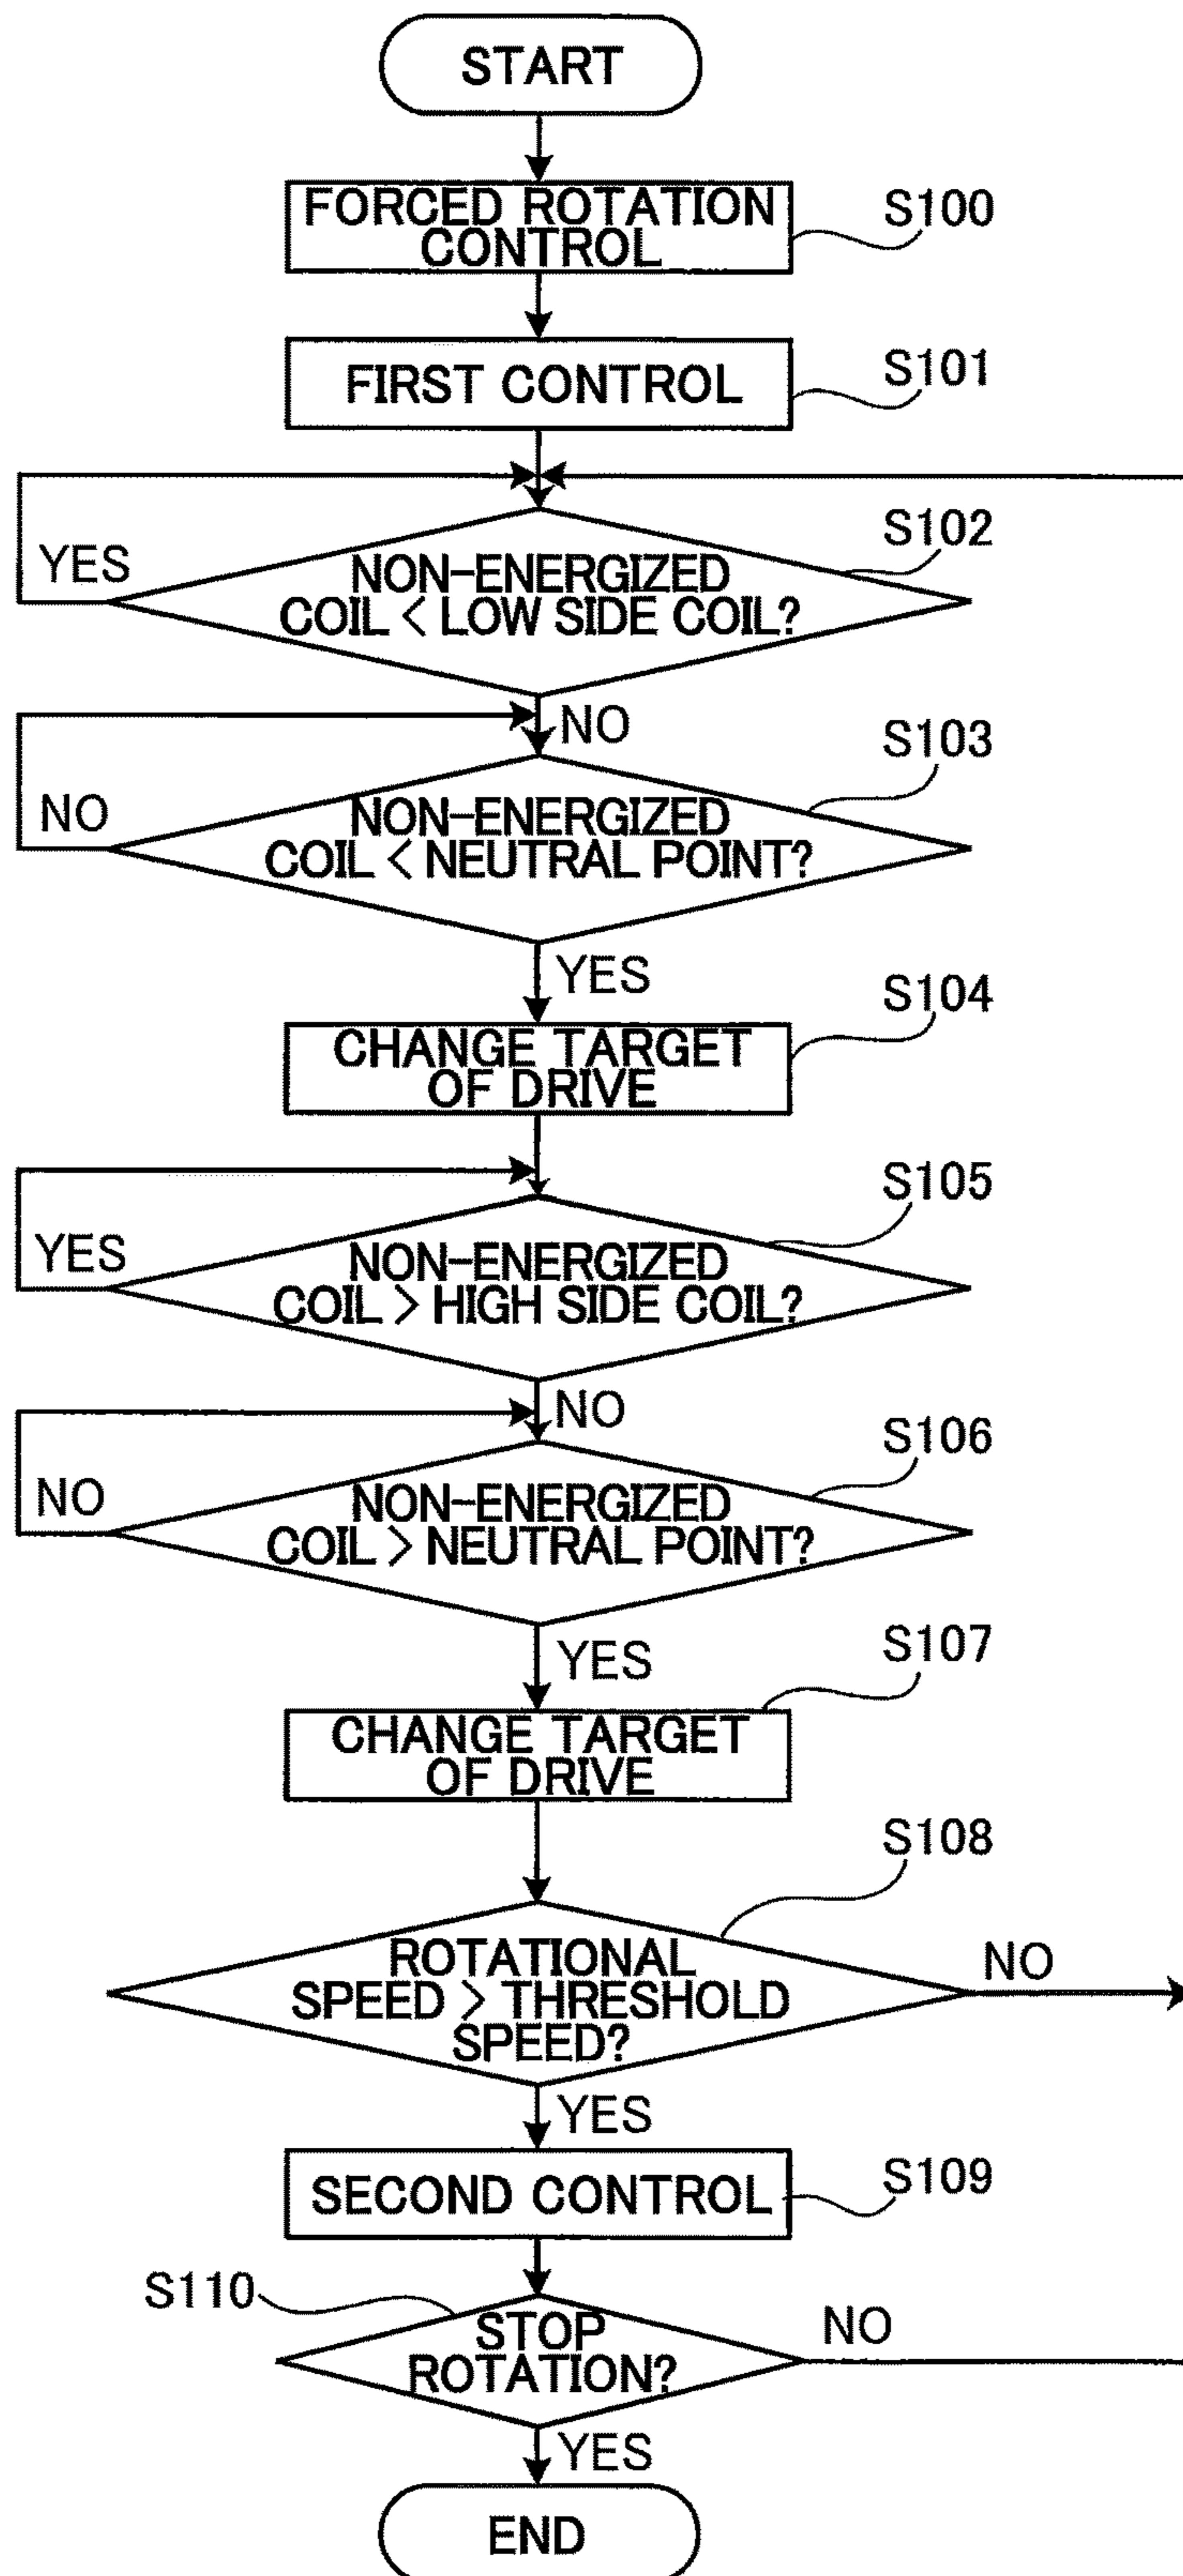 START
FORCED ROTATION
CONTROL
S100
FIRST CONTROL
S101
S102
YES
NON-ENERGIZED
COIL < LOW SIDE COIL?
NO
S103
NO
NON-ENERGIZED
COIL < NEUTRAL POINT?
YES
S104
CHANGE TARGET
OF DRIVE
S105
YES
NON-ENERGIZED
COIL > HIGH SIDE COIL?
NO
S106
NO
NON-ENERGIZED
COIL > NEUTRAL POINT?
YES
S107
CHANGE TARGET
OF DRIVE
S108
ROTATIONAL
SPEED > THRESHOLD
SPEED?
NO
YES
SECOND CONTROL
S109
S110
STOP
ROTATION?
NO
YES
END